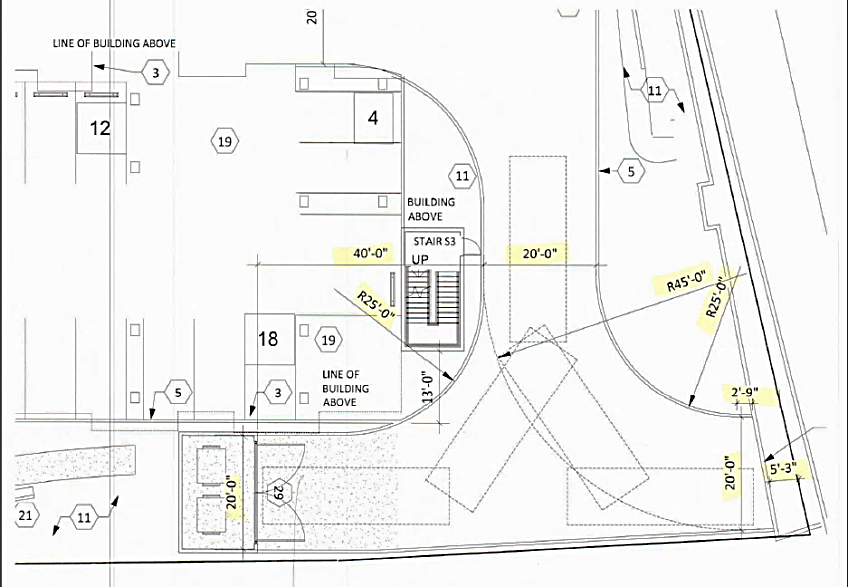 20'
LINE OF BUILDING ABOVE
3
11
12
4
19
5
11
BUILDING
ABOVE
STAIR S3
UP
40'-0"
20'-0"
R45'-0"
R25'-0"
R25'-0"
18
19
LINE OF
BUILDING
ABOVE
13'-0"
5
3
2'-9"
5'-3"
20'-0"
20'-0"
29
21
11